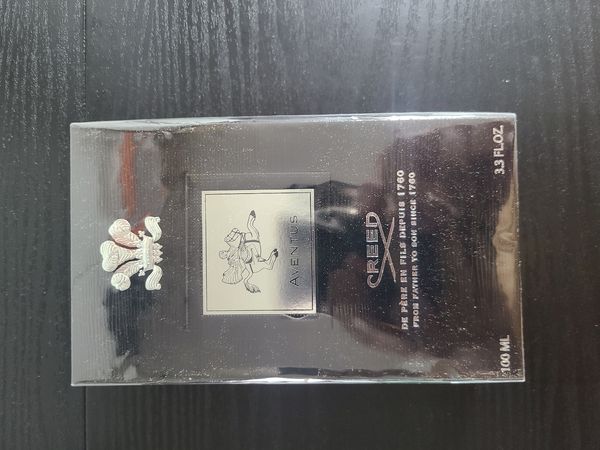 AVENTUS
CREED
DE PÈRE EN FILS DEPUIS 1760
FROM FATHER TO SON SINCE 1760
100 ML 3.3 FL.OZ.